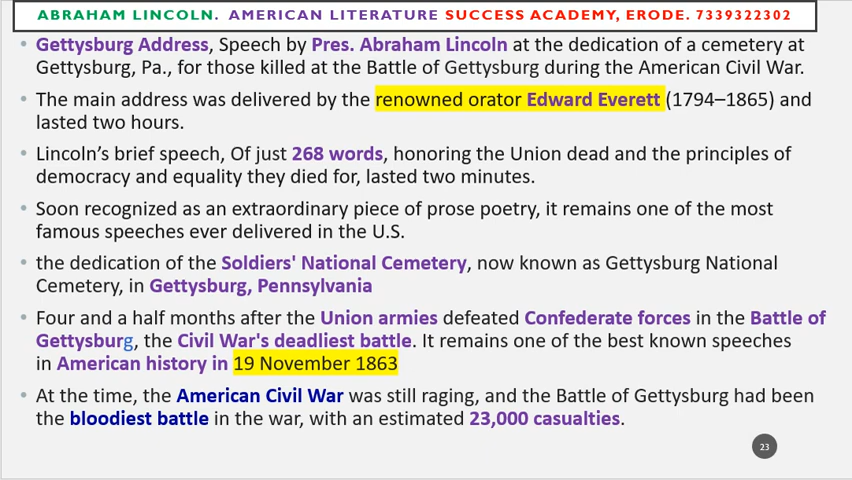 ABRAHAM LINCOLN. AMERICAN LITERATURE SUCCESS ACADEMY, ERODE. 7339322302
• Gettysburg Address, Speech by Pres. Abraham Lincoln at the dedication of a cemetery at
Gettysburg, Pa., for those killed at the Battle of Gettysburg during the American Civil War.
• The main address was delivered by the renowned orator Edward Everett (1794–1865) and
lasted two hours.
• Lincoln's brief speech, Of just 268 words, honoring the Union dead and the principles of
democracy and equality they died for, lasted two minutes.
• Soon recognized as an extraordinary piece of prose poetry, it remains one of the most
famous speeches ever delivered in the U.S.
• the dedication of the Soldiers' National Cemetery, now known as Gettysburg National
Cemetery, in Gettysburg, Pennsylvania
• Four and a half months after the Union armies defeated Confederate forces in the Battle of
Gettysburg, the Civil War's deadliest battle. It remains one of the best known speeches
in American history in 19 November 1863
• At the time, the American Civil War was still raging, and the Battle of Gettysburg had been
the bloodiest battle in the war, with an estimated 23,000 casualties.
23